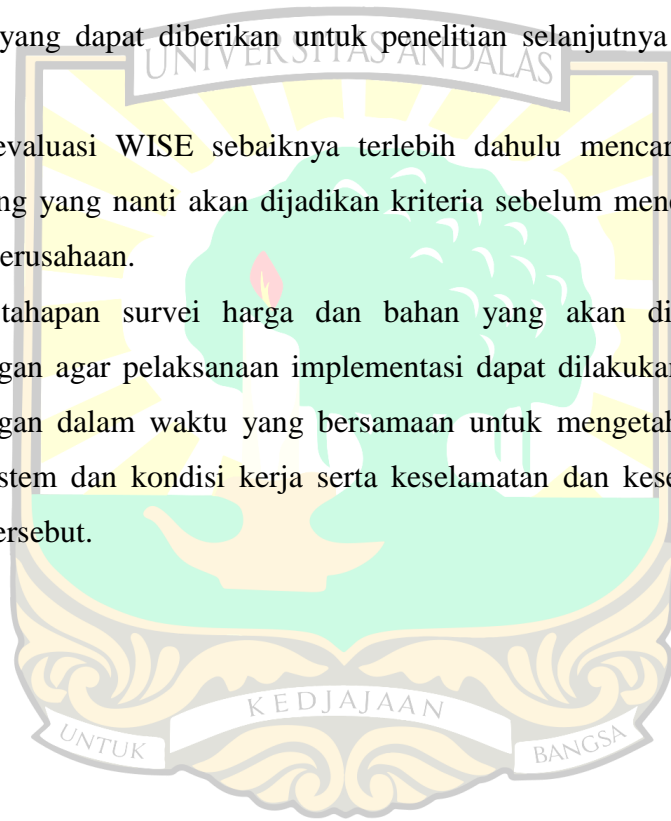 yang dapat diberikan untuk penelitian selanjutnya
UNIVERSITAS ANDALAS
evaluasi WISE sebaiknya terlebih dahulu mencar
ng yang nanti akan dijadikan kriteria sebelum menc
erusahaan.
tahapan survei harga dan bahan yang akan di
gan agar pelaksanaan implementasi dapat dilakukan
gan dalam waktu yang bersamaan untuk mengetah
stem dan kondisi kerja serta keselamatan dan kese
ersebut.
KEDJAJAAN
UNTUK
BANGSA